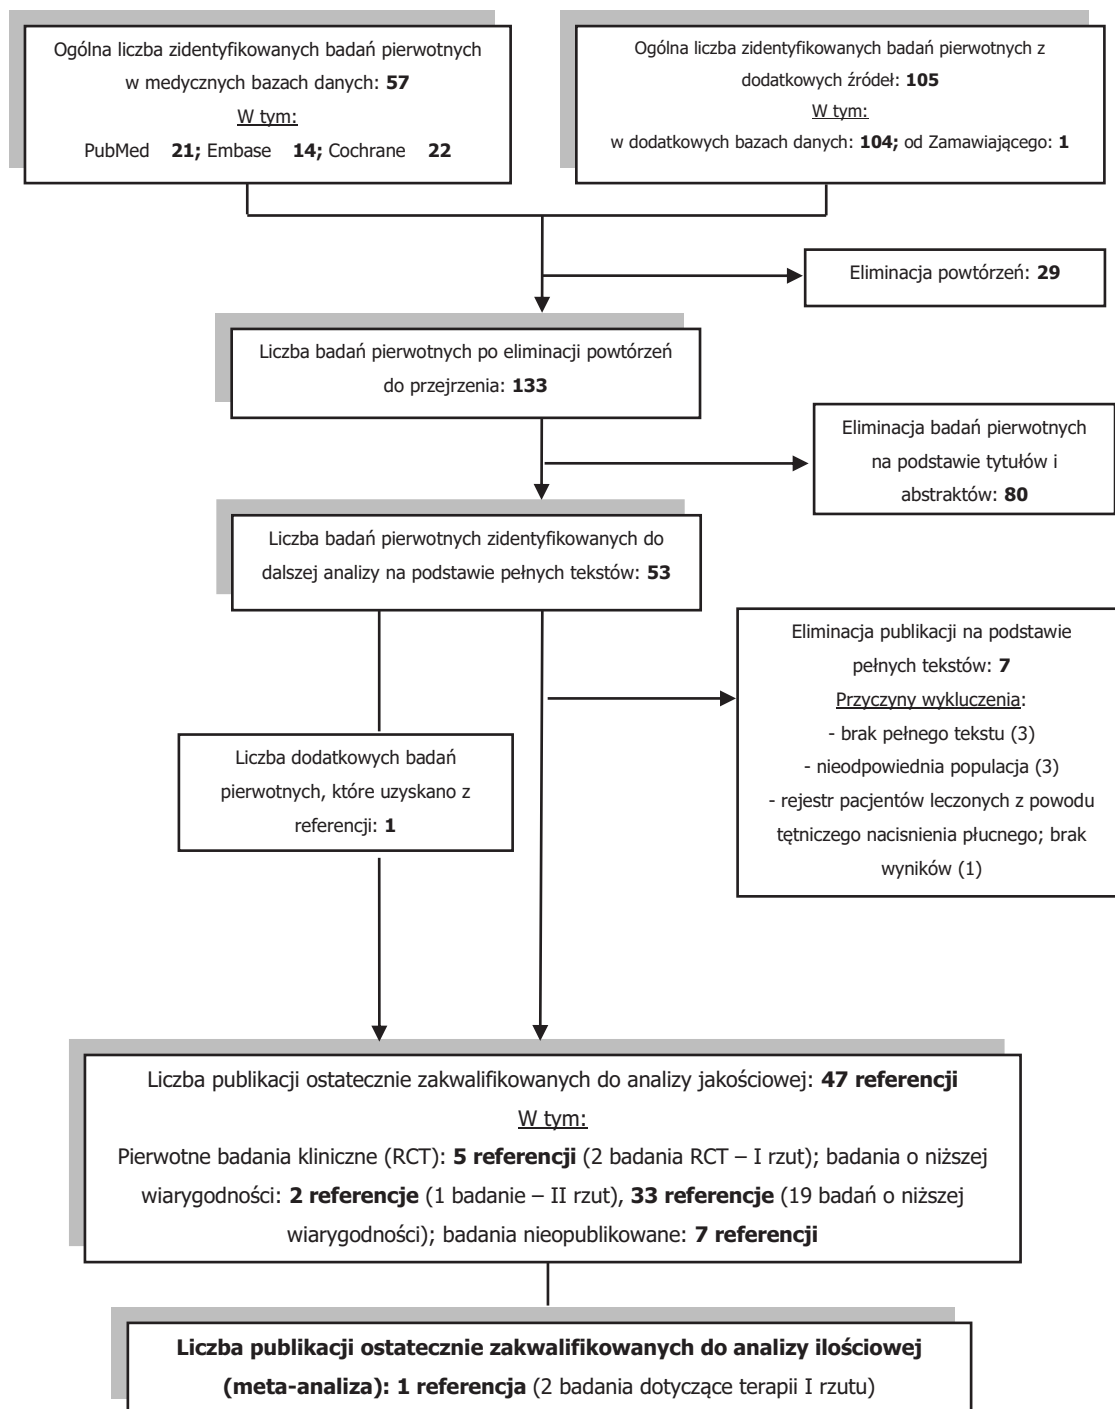 Ogólna liczba zidentyfikowanych badań pierwotnych
w medycznych bazach danych: 57
W tym:
PubMed 21; Embase 14; Cochrane 22
Ogólna liczba zidentyfikowanych badań pierwotnych z
dodatkowych źródeł: 105
W tym:
w dodatkowych bazach danych: 104; od Zamawiającego: 1
Eliminacja powtórzeń: 29
Liczba badań pierwotnych po eliminacji powtórzeń
do przejrzenia: 133
Eliminacja badań pierwotnych
na podstawie tytułów i
abstraktów: 80
Liczba badań pierwotnych zidentyfikowanych do
dalszej analizy na podstawie pełnych tekstów: 53
Eliminacja publikacji na podstawie
pełnych tekstów: 7
Przyczyny wykluczenia:
- brak pełnego tekstu (3)
- nieodpowiednia populacja (3)
- rejestr pacjentów leczonych z powodu
tętniczego nacisnienia płucnego; brak
wyników (1)
Liczba dodatkowych badań
pierwotnych, które uzyskano z
referencji: 1
Liczba publikacji ostatecznie zakwalifikowanych do analizy jakościowej: 47 referencji
W tym:
Pierwotne badania kliniczne (RCT): 5 referencji (2 badania RCT – I rzut); badania o niższej
wiarygodności: 2 referencje (1 badanie – II rzut), 33 referencje (19 badań o niższej
wiarygodności); badania nieopublikowane: 7 referencji
Liczba publikacji ostatecznie zakwalifikowanych do analizy ilościowej
(meta-analiza): 1 referencja (2 badania dotyczące terapii I rzutu)